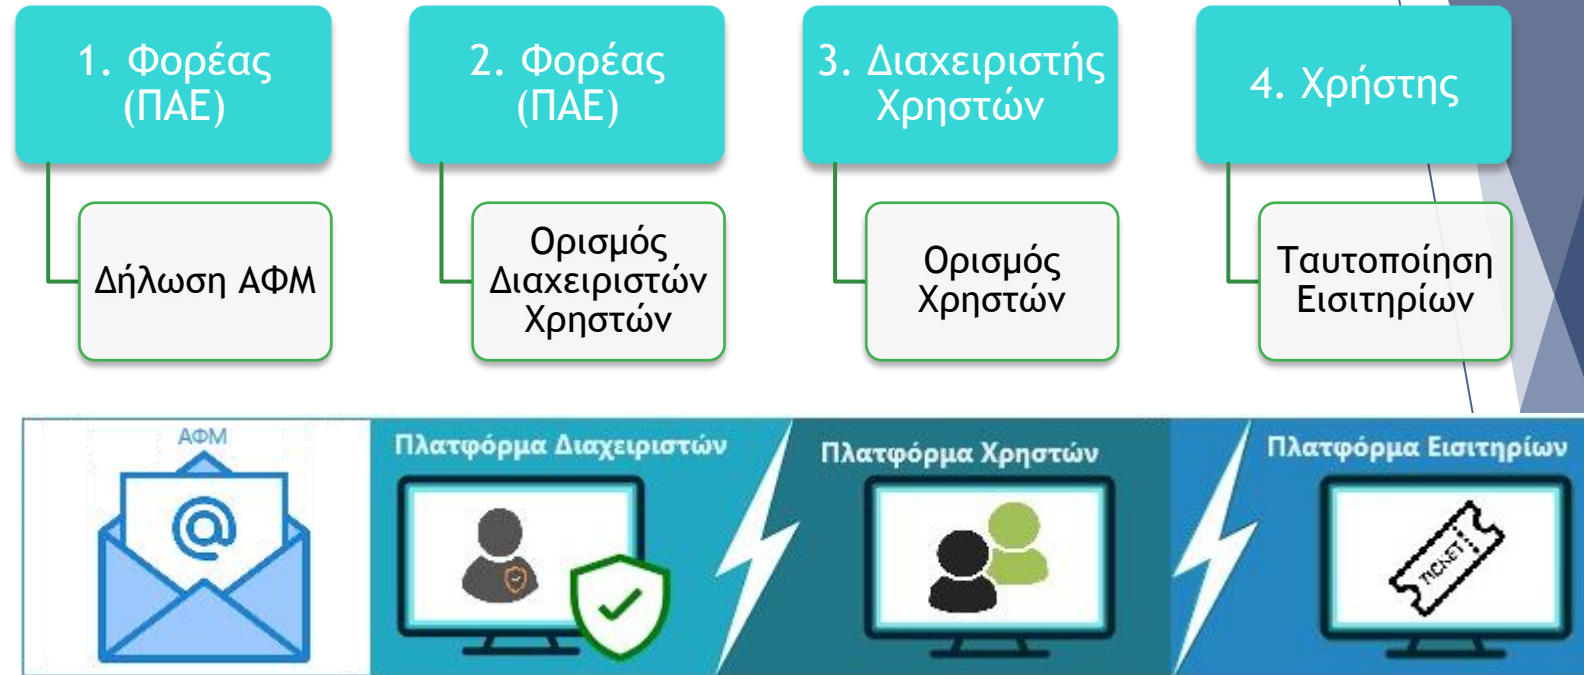 1. Φορέας
(ΠΑΕ)
Δήλωση ΑΦΜ
2. Φορέας
(ΠΑΕ)
Ορισμός
Διαχειριστών
Χρηστών
3. Διαχειριστής
Χρηστών
Ορισμός
Χρηστών
4. Χρήστης
Ταυτοποίηση
Εισιτηρίων
ΑΦΜ
@
Πλατφόρμα Διαχειριστών
Πλατφόρμα Χρηστών
Πλατφόρμα Εισιτηρίων
TICKET